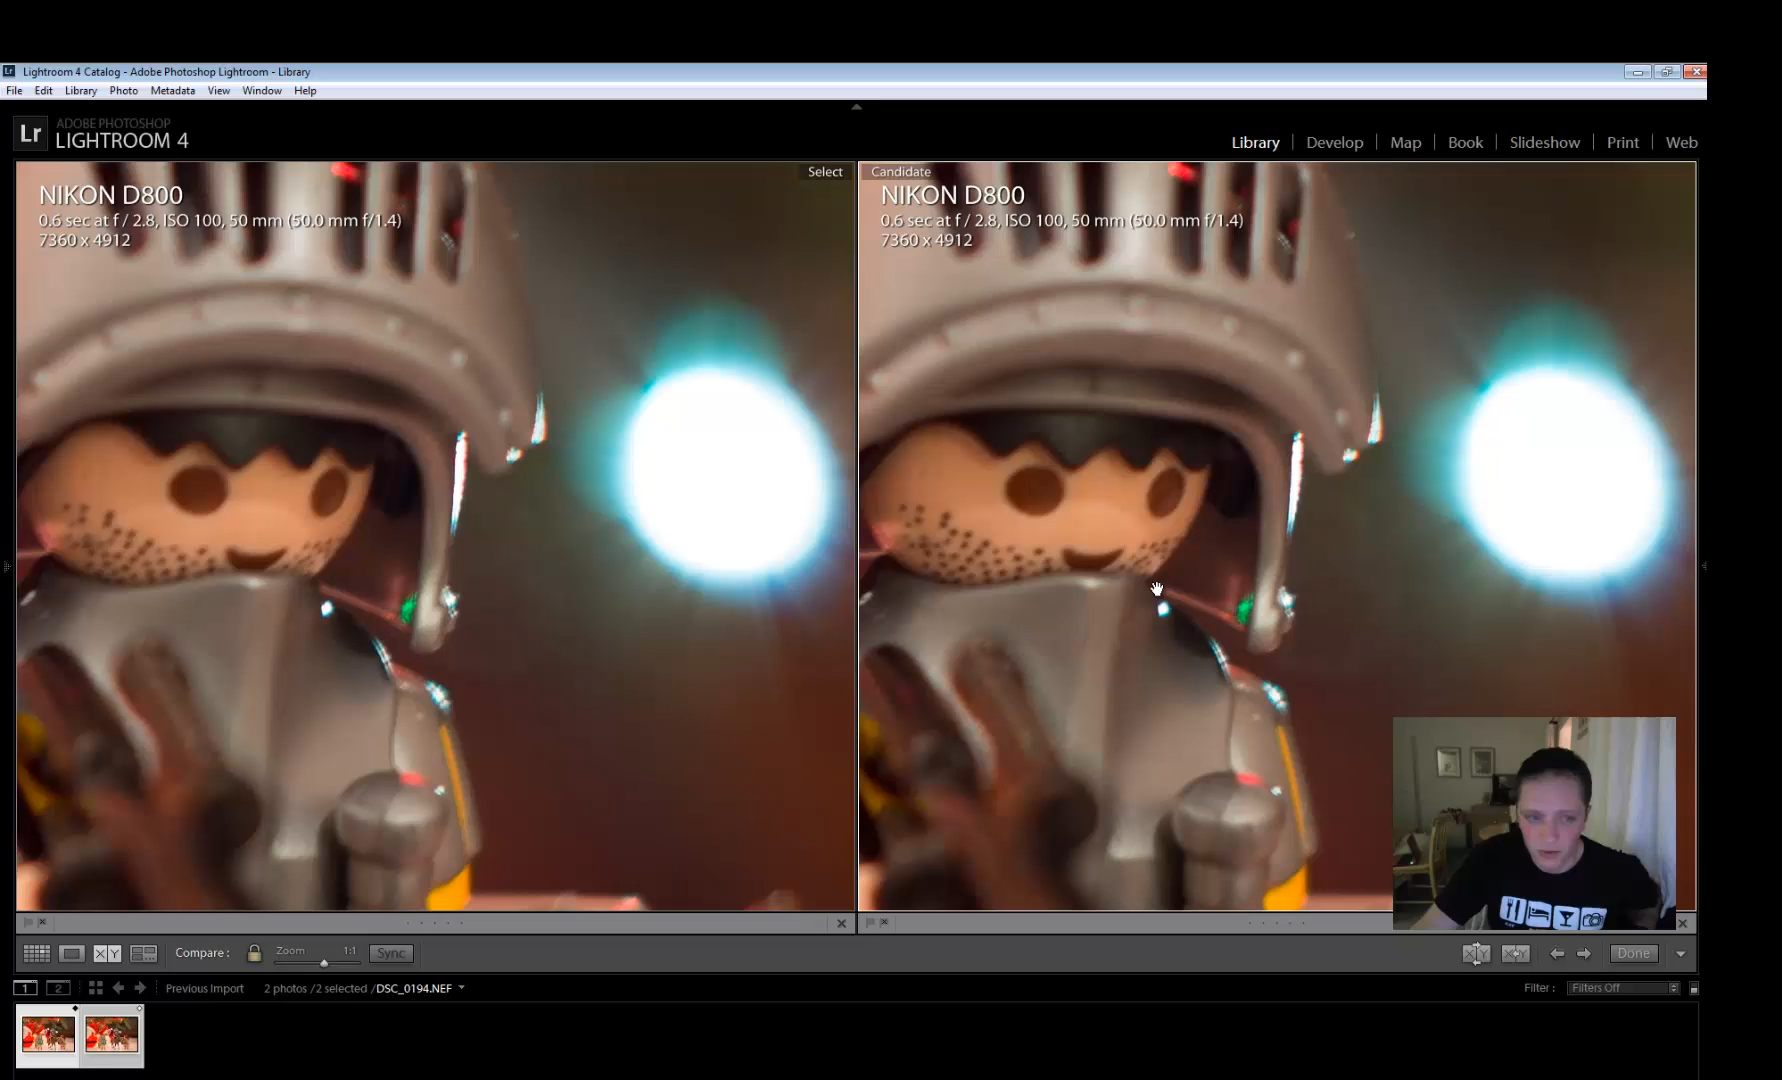 Lightroom 4 Catalog - Adobe Photoshop Lightroom - Library
File Edit Library Photo Metadata View Window Help
Lr ADOBE PHOTOSHOP
LIGHTROOM 4
Library | Develop | Map | Book | Slideshow | Print | Web
Select
NIKON D800
0.6 sec at f / 2.8, ISO 100, 50 mm (50.0 mm f/1.4)
7360 x 4912
Candidate
NIKON D800
0.6 sec at f / 2.8, ISO 100, 50 mm (50.0 mm f/1.4)
7360 x 4912
XY Compare : Zoom 1:1 Sync Done
1 2 Previous Import 2 photos /2 selected /DSC_0194.NEF Filter : Filters Off